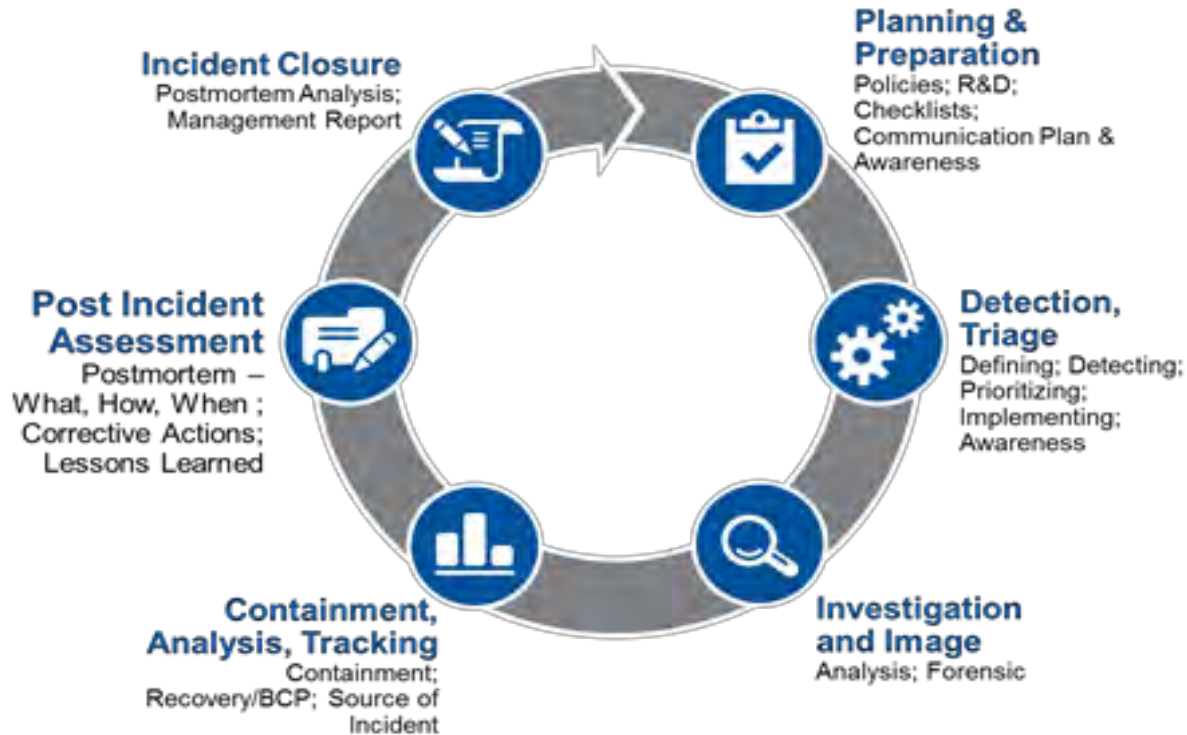 Planning &
Preparation
Policies; R&D;
Checklists;
Communication Plan &
Awareness
Detection,
Triage
Defining; Detecting;
Prioritizing;
Implementing;
Awareness
Investigation
and Image
Analysis; Forensic
Containment,
Analysis, Tracking
Containment;
Recovery/BCP; Source of
Incident
Post Incident
Assessment
Postmortem –
What, How, When ;
Corrective Actions;
Lessons Learned
Incident Closure
Postmortem Analysis;
Management Report